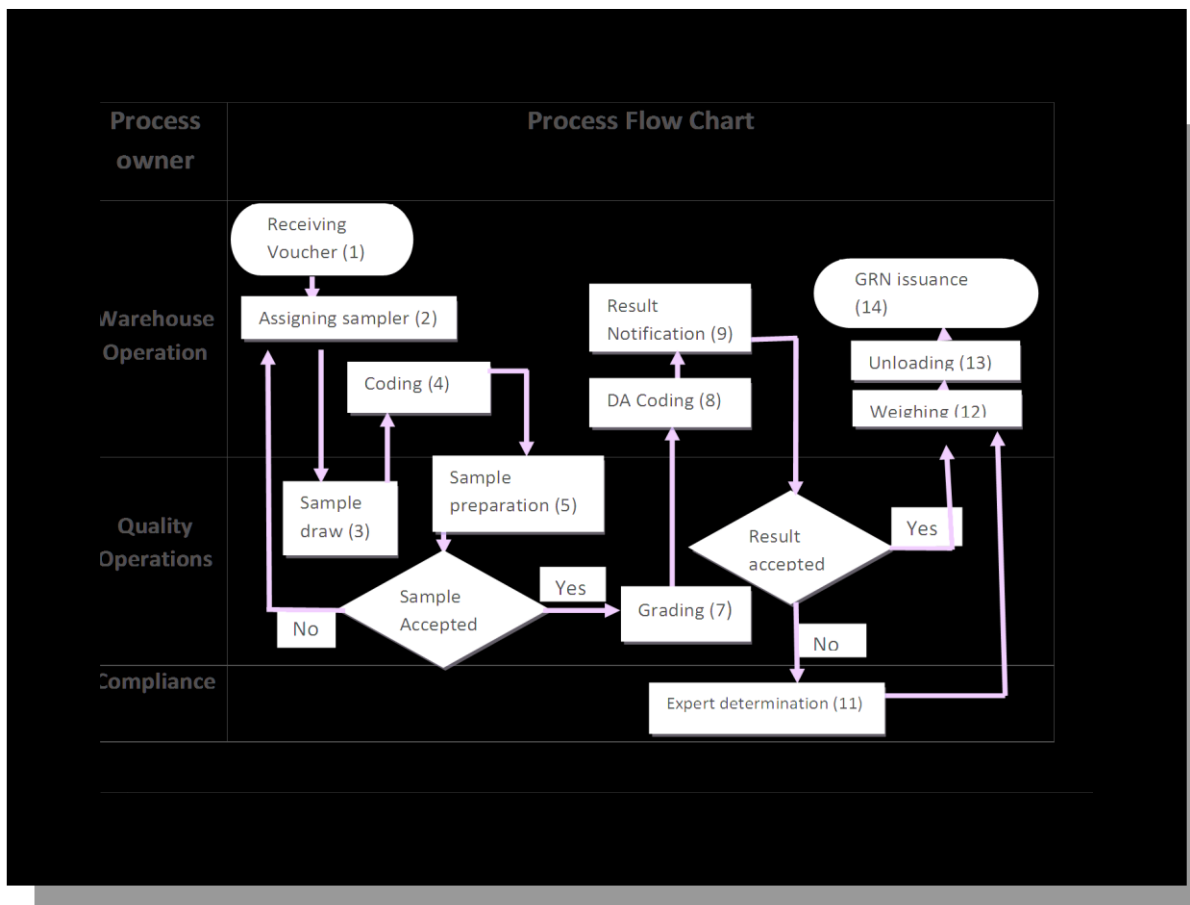 Process
owner
Process Flow Chart
Warehouse
Operation
Receiving
Voucher (1)
Assigning sampler (2)
Coding (4)
Result
Notification (9)
DA Coding (8)
GRN issuance
(14)
Unloading (13)
Weighing (12)
Quality
Operations
Sample
draw (3)
Sample
preparation (5)
Sample
Accepted
No
Yes
Grading (7)
Result
accepted
Yes
No
Compliance
Expert determination (11)